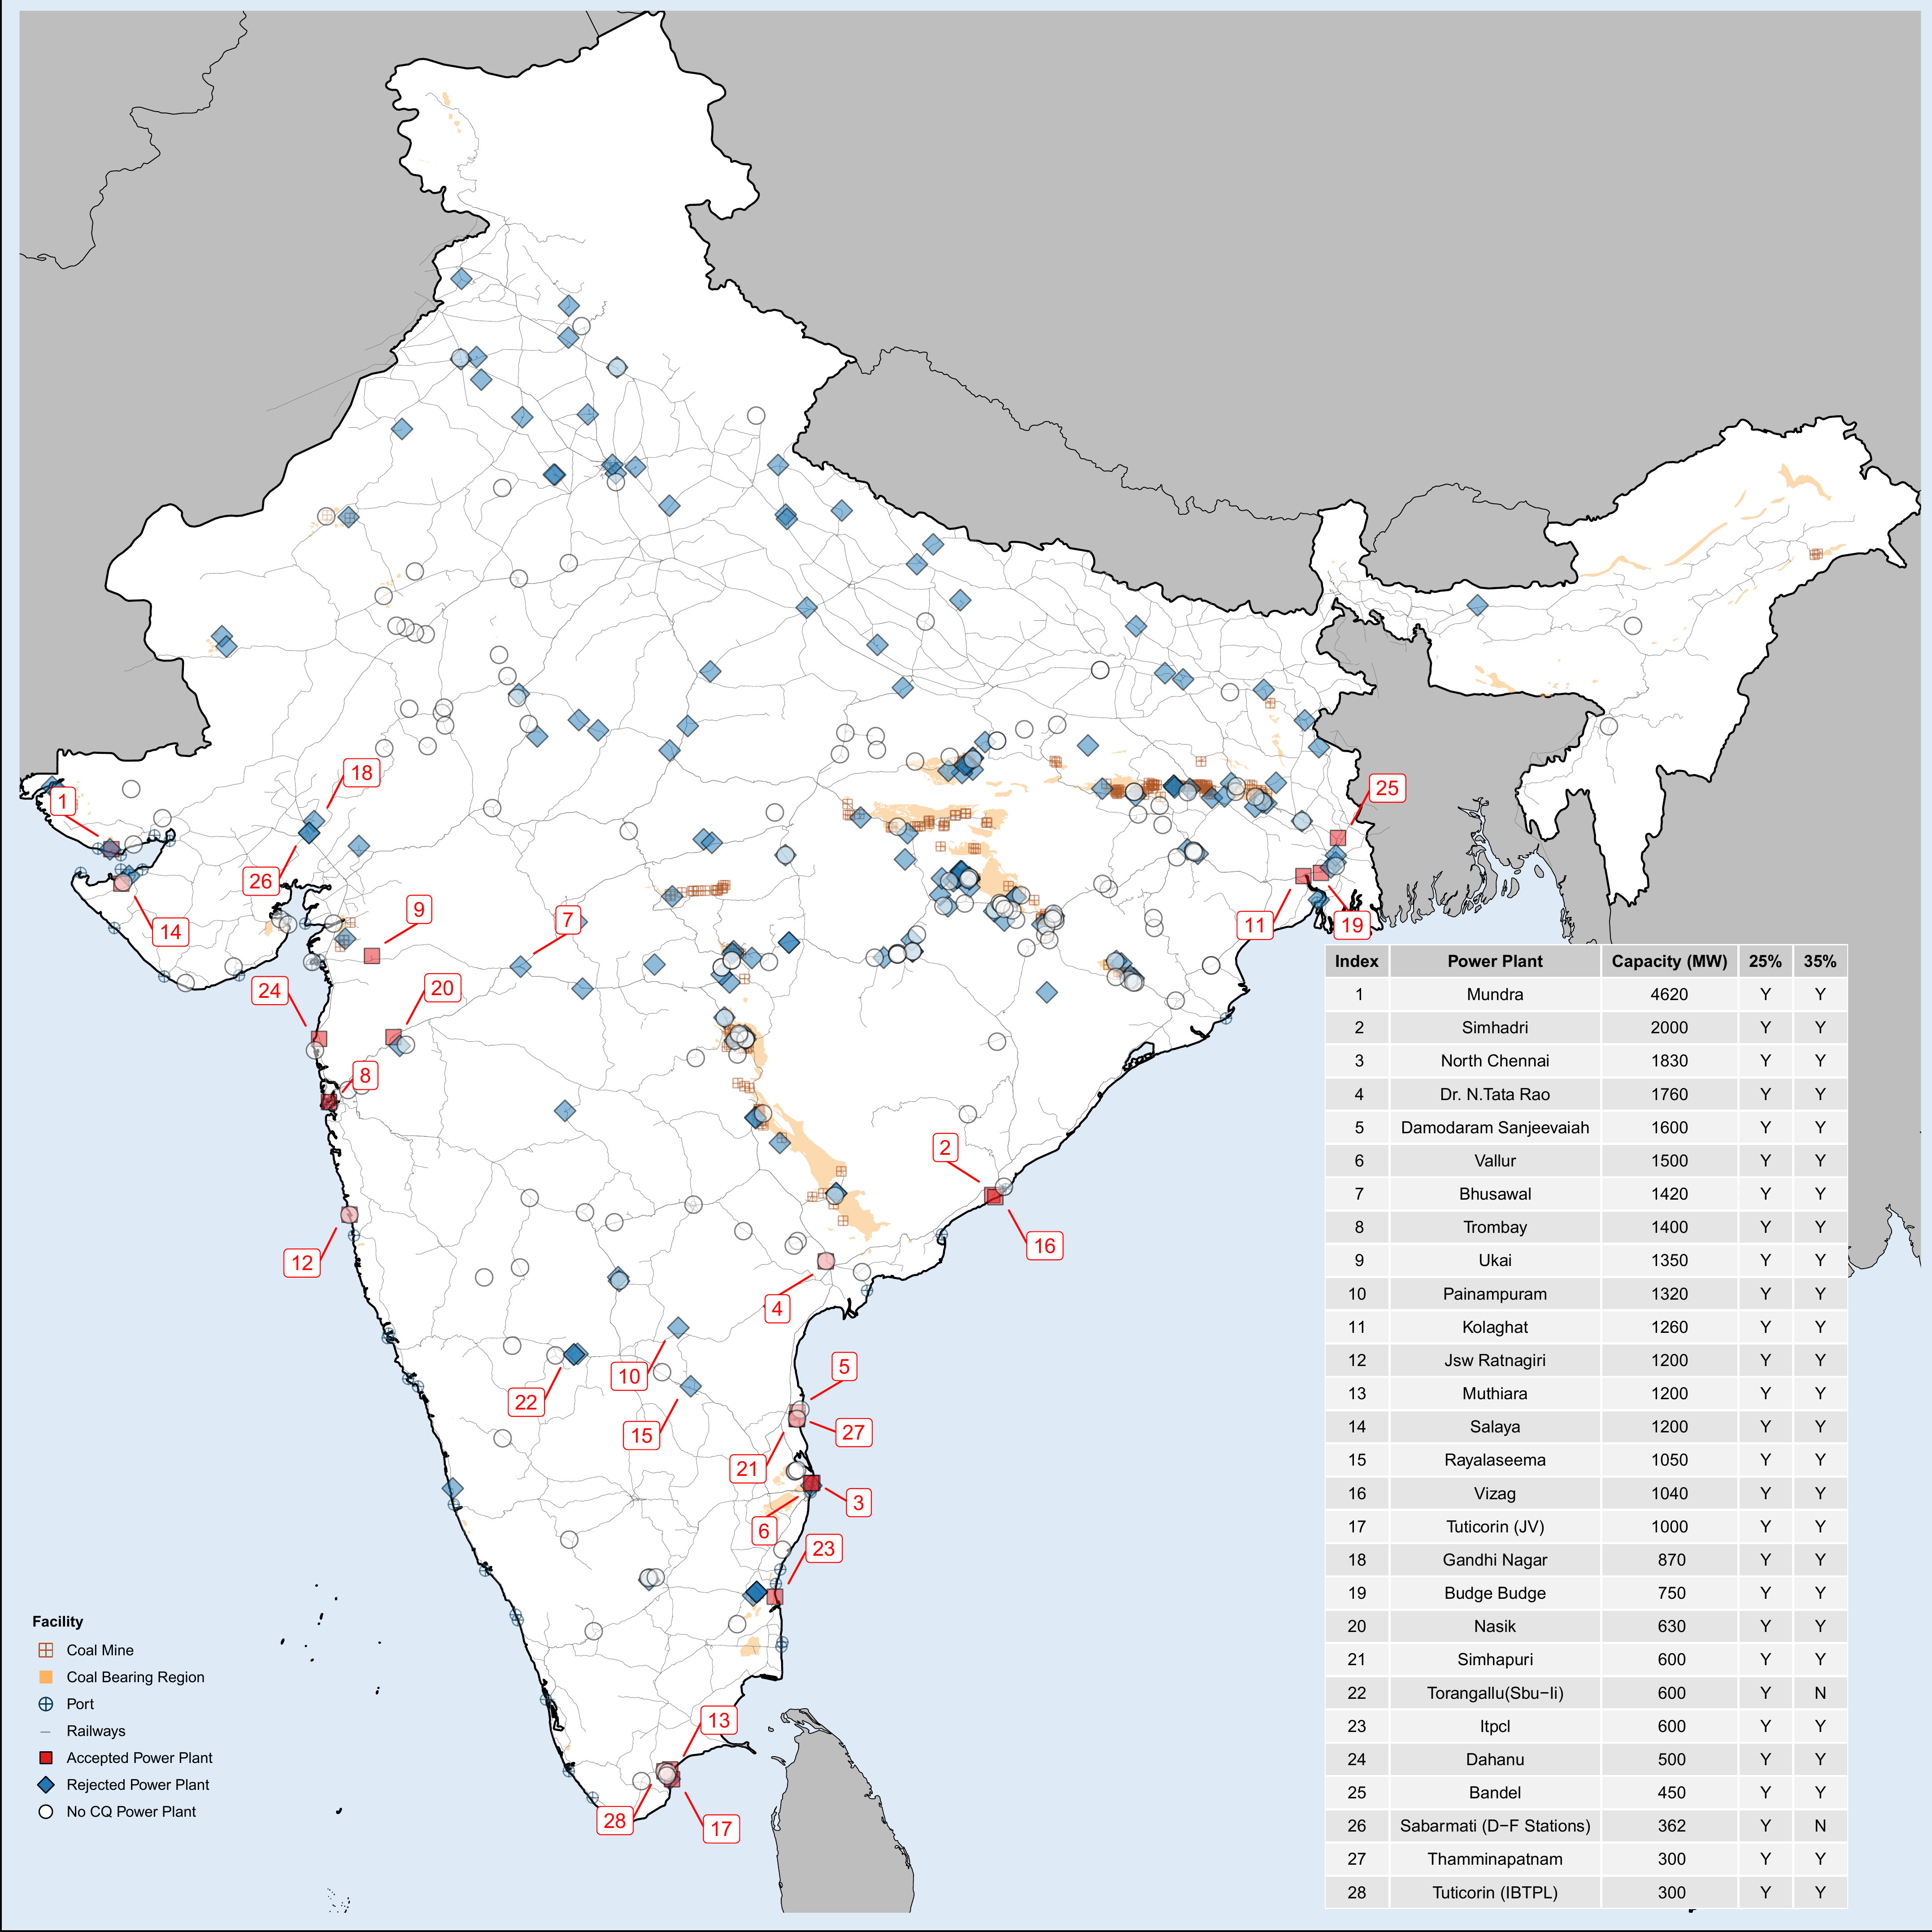 18
1
25
26
9
7
14
11
19
24
20
8
2
12
16
4
5
10
22
27
15
21
3
6
23
13
28
17
Facility
Coal Mine
Coal Bearing Region
Port
Railways
Accepted Power Plant
Rejected Power Plant
No CQ Power Plant
Index Power Plant Capacity (MW) 25% 35%
1 Mundra 4620 Y Y
2 Simhadri 2000 Y Y
3 North Chennai 1830 Y Y
4 Dr. N.Tata Rao 1760 Y Y
5 Damodaram Sanjeevaiah 1600 Y Y
6 Vallur 1500 Y Y
7 Bhusawal 1420 Y Y
8 Trombay 1400 Y Y
9 Ukai 1350 Y Y
10 Painampuram 1320 Y Y
11 Kolaghat 1260 Y Y
12 Jsw Ratnagiri 1200 Y Y
13 Muthiara 1200 Y Y
14 Salaya 1200 Y Y
15 Rayalaseema 1050 Y Y
16 Vizag 1040 Y Y
17 Tuticorin (JV) 1000 Y Y
18 Gandhi Nagar 870 Y Y
19 Budge Budge 750 Y Y
20 Nasik 630 Y Y
21 Simhapuri 600 Y Y
22 Torangallu(Sbu−Ii) 600 Y N
23 Itpcl 600 Y Y
24 Dahanu 500 Y Y
25 Bandel 450 Y Y
26 Sabarmati (D−F Stations) 362 Y N
27 Thamminapatnam 300 Y Y
28 Tuticorin (IBTPL) 300 Y Y